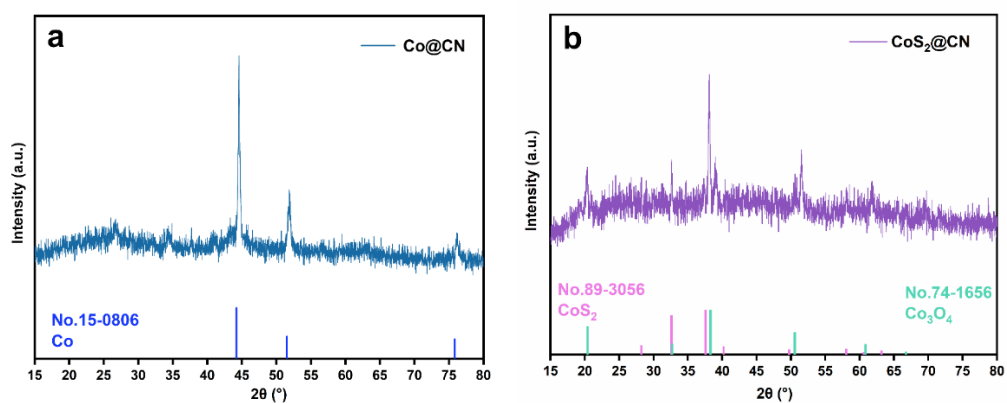 a
Co@CN
Intensity (a.u.)
No.15-0806
Co
15 20 25 30 35 40 45 50 55 60 65 70 75 80
2θ (°)
b
CoS₂@CN
Intensity (a.u.)
No.89-3056
CoS₂
No.74-1656
Co₃O₄
15 20 25 30 35 40 45 50 55 60 65 70 75 80
2θ (°)